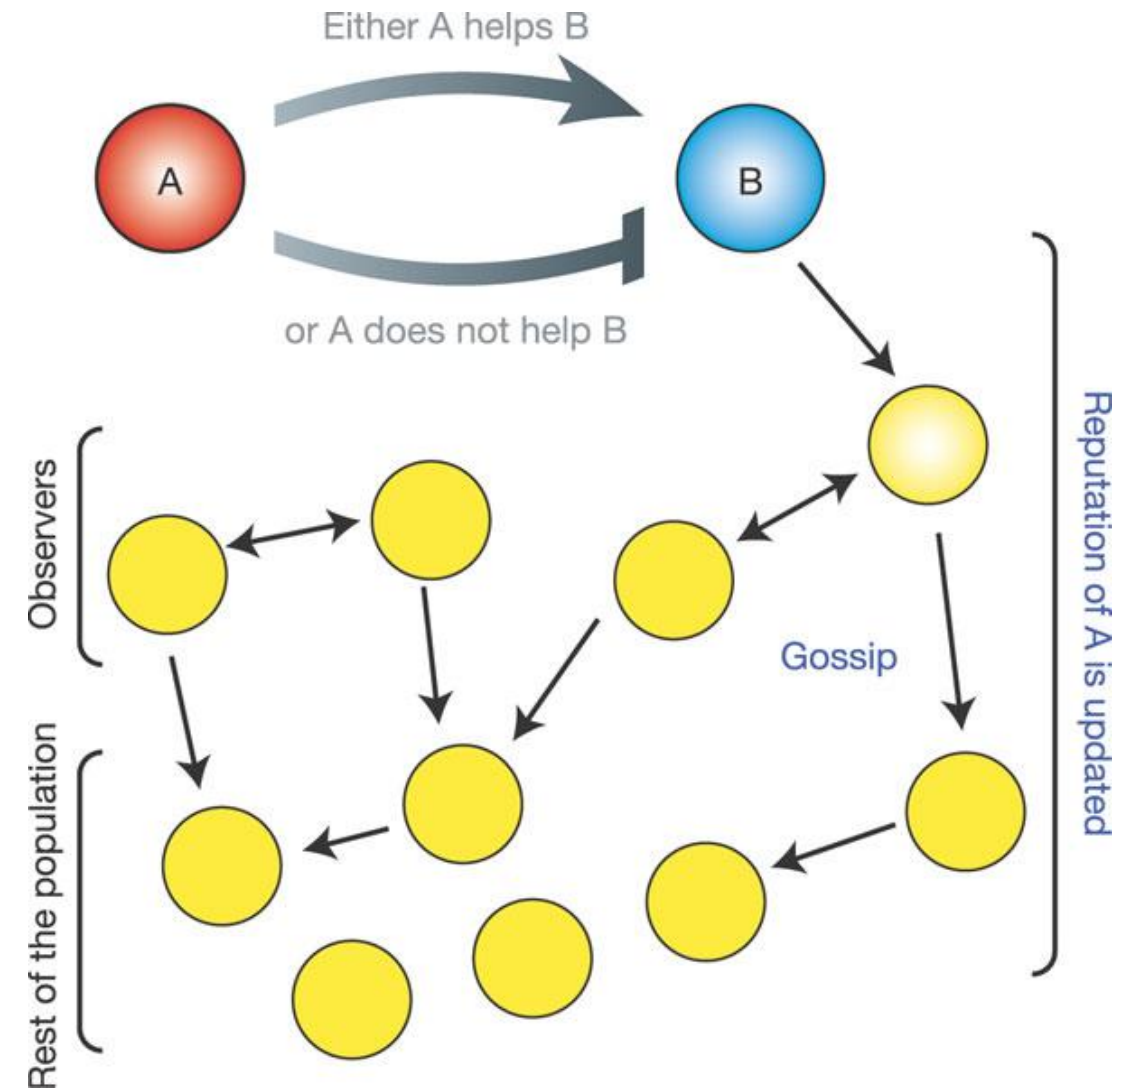 Either A helps B
A
B
or A does not help B
Observers
Gossip
Reputation of A is updated
Rest of the population